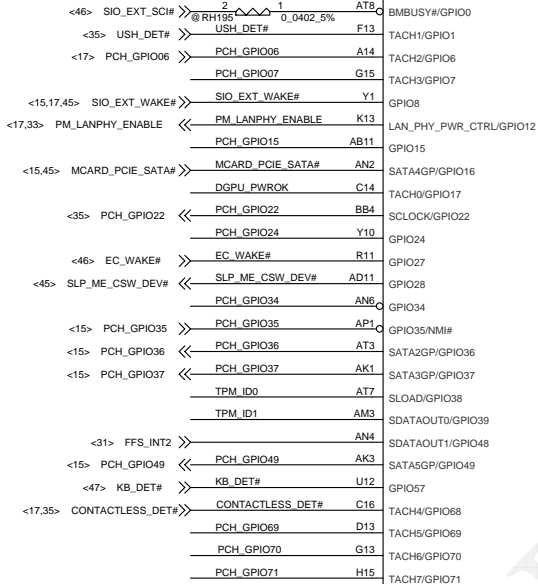 <46> SIO_EXT_SCI# 2 1 AT8 BMBUSY#/GPIO0
@ RH195 0_0402_5%
<35> USH_DET# USH_DET# F13 TACH1/GPIO1
<17> PCH_GPIO06 PCH_GPIO06 A14 TACH2/GPIO6
PCH_GPIO07 G15 TACH3/GPIO7
<15,17,45> SIO_EXT_WAKE# SIO_EXT_WAKE# Y1 GPIO8
<17,33> PM_LANPHY_ENABLE PM_LANPHY_ENABLE K13 LAN_PHY_PWR_CTRL/GPIO12
PCH_GPIO15 AB11 GPIO15
<15,45> MCARD_PCIE_SATA# MCARD_PCIE_SATA# AN2 SATA4GP/GPIO16
DGPU_PWROK C14 TACH0/GPIO17
<35> PCH_GPIO22 PCH_GPIO22 BB4 SCLOCK/GPIO22
PCH_GPIO24 Y10 GPIO24
<46> EC_WAKE# EC_WAKE# R11 GPIO27
<45> SLP_ME_CSW_DEV# SLP_ME_CSW_DEV# AD11 GPIO28
PCH_GPIO34 AN6 GPIO34
<15> PCH_GPIO35 PCH_GPIO35 AP1 GPIO35/NMI#
<15> PCH_GPIO36 PCH_GPIO36 AT3 SATA2GP/GPIO36
<15> PCH_GPIO37 PCH_GPIO37 AK1 SATA3GP/GPIO37
TPM_ID0 AT7 SLOAD/GPIO38
TPM_ID1 AM3 SDATAOUT0/GPIO39
<31> FFS_INT2 AN4 SDATAOUT1/GPIO48
<15> PCH_GPIO49 PCH_GPIO49 AK3 SATA5GP/GPIO49
<47> KB_DET# KB_DET# U12 GPIO57
<17,35> CONTACTLESS_DET# CONTACTLESS_DET# C16 TACH4/GPIO68
PCH_GPIO69 D13 TACH5/GPIO69
PCH_GPIO70 G13 TACH6/GPIO70
PCH_GPIO71 H15 TACH7/GPIO71